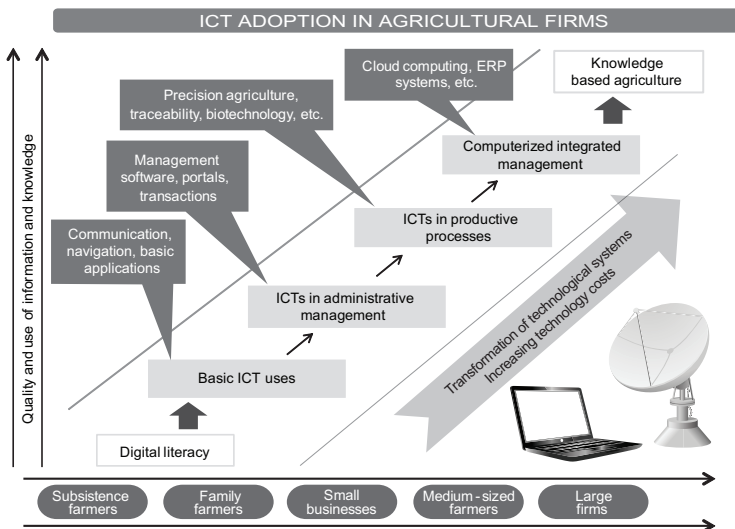 ICT ADOPTION IN AGRICULTURAL FIRMS
Quality and use of information and knowledge
Cloud computing, ERP
systems, etc.
Knowledge
based agriculture
Precision agriculture,
traceability, biotechnology, etc.
Computerized integrated
management
Management
software, portals,
transactions
ICTs in productive
processes
Communication,
navigation, basic
applications
ICTs in administrative
management
Transformation of technological systems
Increasing technology costs
Basic ICT uses
Digital literacy
Subsistence
farmers
Family
farmers
Small
businesses
Medium - sized
farmers
Large
firms